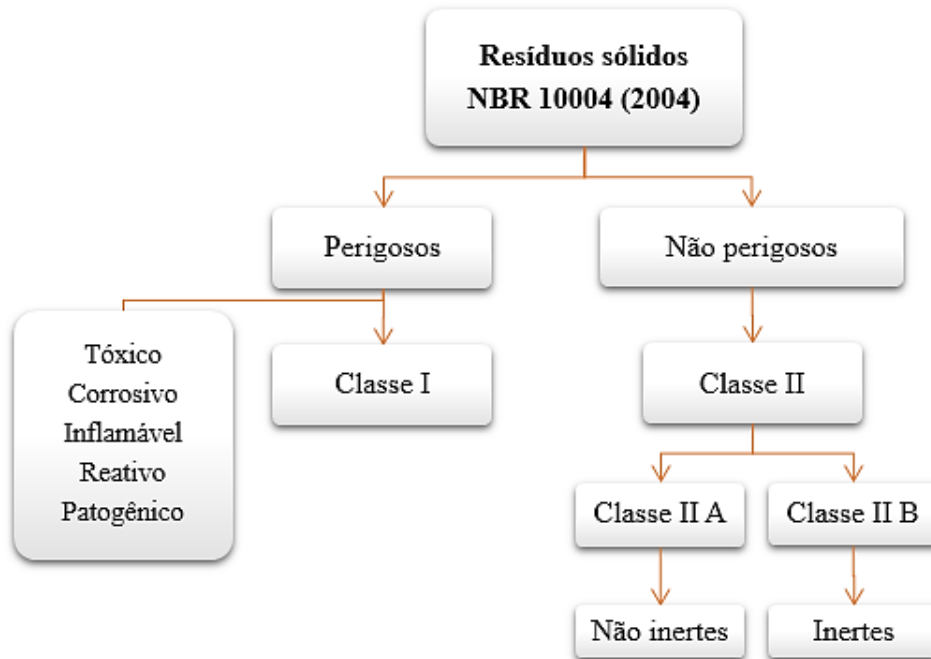 Resíduos sólidos
NBR 10004 (2004)
Perigosos
Não perigosos
Tóxico
Corrosivo
Inflamável
Reativo
Patogênico
Classe I
Classe II
Classe II A
Classe II B
Não inertes
Inertes